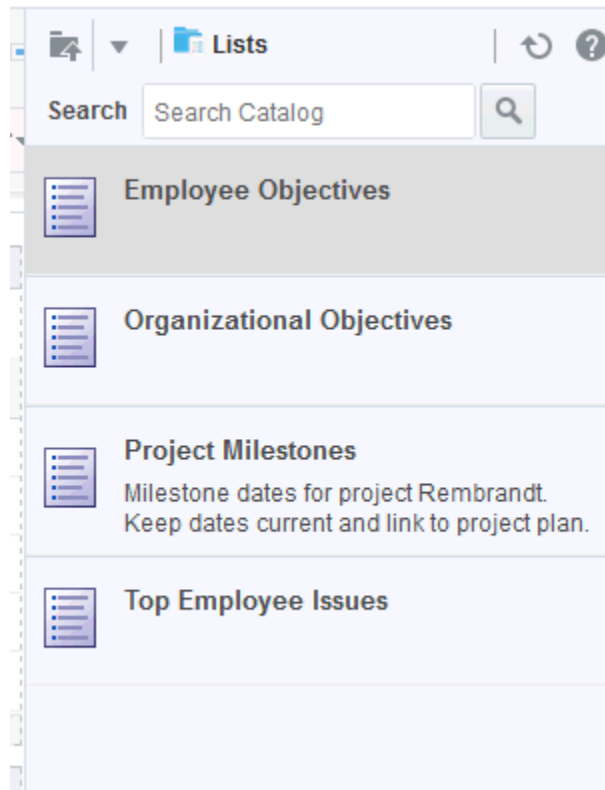 Lists
Search Search Catalog
Employee Objectives
Organizational Objectives
Project Milestones
Milestone dates for project Rembrandt.
Keep dates current and link to project plan.
Top Employee Issues